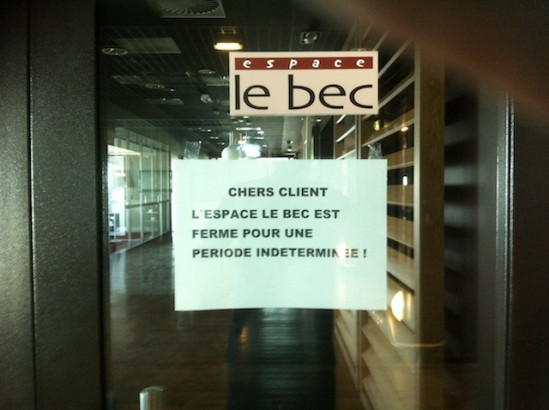 espace
le bec
CHERS CLIENT
L'ESPACE LE BEC EST
FERME POUR UNE
PERIODE INDETERMINEE !